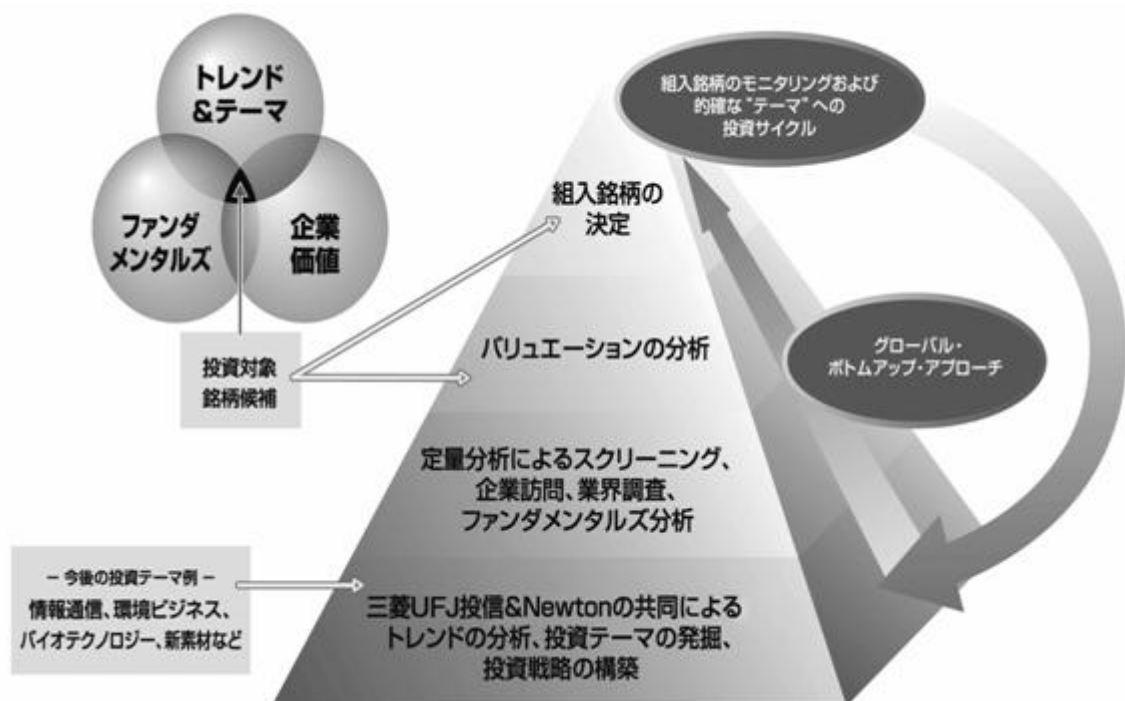 トレンド
&テーマ
ファンダ
メンタルズ
企業
価値
投資対象
銘柄候補
組入銘柄のモニタリングおよび
的確な“テーマ”への
投資サイクル
組入銘柄の
決定
バリュエーションの分析
グローバル・
ボトムアップ・アプローチ
定量分析によるスクリーニング、
企業訪問、業界調査、
ファンダメンタルズ分析
− 今後の投資テーマ例 −
情報通信、環境ビジネス、
バイオテクノロジー、新素材など
三菱UFJ投信&Newtonの共同による
トレンドの分析、投資テーマの発掘、
投資戦略の構築